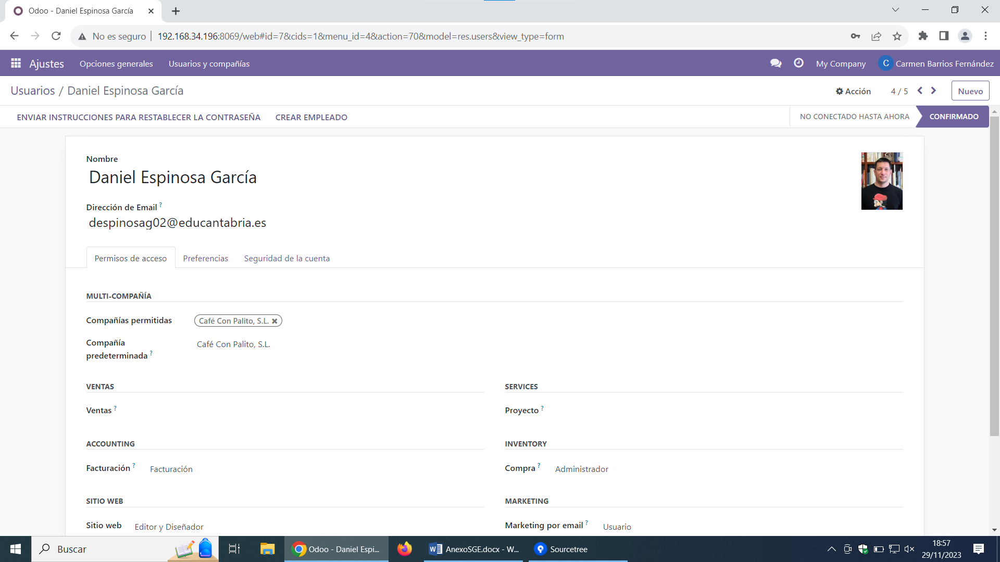 Odoo - Daniel Espinosa García
No es seguro
192.168.34.196:8069/web#id=7&cids=1&menu_id=4&action=70&model=res.users&view_type=form
Ajustes
Opciones generales
Usuarios y compañías
My Company
C
Carmen Barrios Fernández
Usuarios / Daniel Espinosa García
Acción
4 / 5
Nuevo
ENVIAR INSTRUCCIONES PARA RESTABLECER LA CONTRASEÑA
CREAR EMPLEADO
NO CONECTADO HASTA AHORA
CONFIRMADO
Nombre
Daniel Espinosa García
Dirección de Email ?
despinosag02@educantabria.es
Permisos de acceso
Preferencias
Seguridad de la cuenta
MULTI-COMPAÑÍA
Compañías permitidas
Café Con Palito, S.L.
Compañía
predeterminada ?
Café Con Palito, S.L.
VENTAS
SERVICES
Ventas ?
Proyecto ?
ACCOUNTING
INVENTORY
Facturación ?
Facturación
Compra ?
Administrador
SITIO WEB
MARKETING
Sitio web
Editor y Diseñador
Marketing por email ?
Usuario
Buscar
Odoo - Daniel Espi...
AnexoSGE.docx - W...
Sourcetree
18:57
29/11/2023